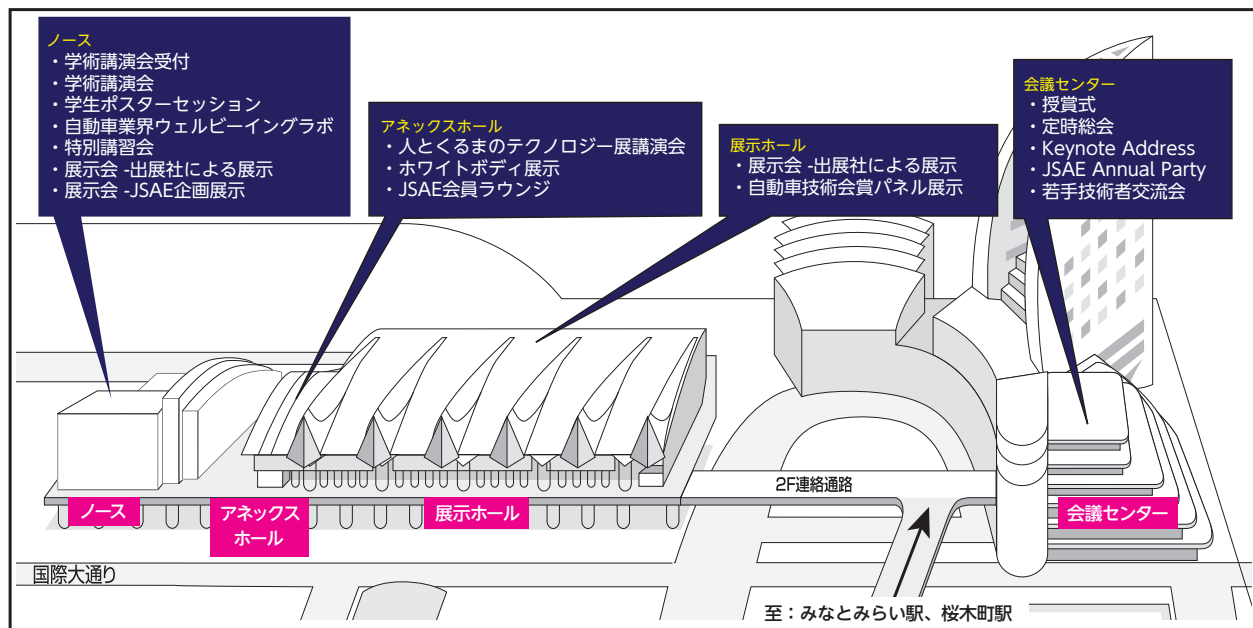 ノース
・学術講演会受付
・学術講演会
・学生ポスターセッション
・自動車業界ウェルビーイングラボ
・特別講習会
・展示会 -出展社による展示
・展示会 -JSAE企画展示
アネックスホール
・人とくるまのテクノロジー展講演会
・ホワイトボディ展示
・JSAE会員ラウンジ
展示ホール
・展示会 -出展社による展示
・自動車技術会賞パネル展示
会議センター
・授賞式
・定時総会
・Keynote Address
・JSAE Annual Party
・若手技術者交流会
2F連絡通路
ノース
アネックス
ホール
展示ホール
会議センター
国際大通り
至：みなとみらい駅、桜木町駅